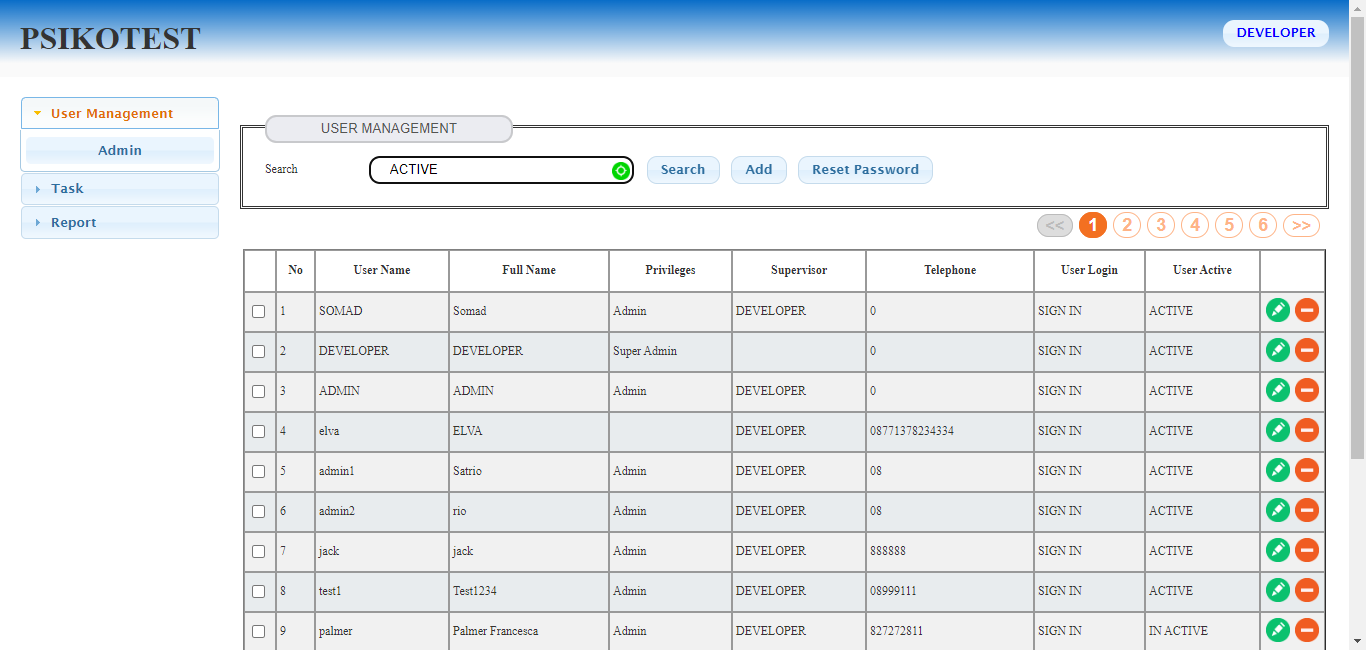 PSIKOTEST
DEVELOPER
User Management
Admin
Task
Report
USER MANAGEMENT
Search ACTIVE Search Add Reset Password
<< 1 2 3 4 5 6 >>
No User Name Full Name Privileges Supervisor Telephone User Login User Active
1 SOMAD Somad Admin DEVELOPER 0 SIGN IN ACTIVE
2 DEVELOPER DEVELOPER Super Admin 0 SIGN IN ACTIVE
3 ADMIN ADMIN Admin DEVELOPER 0 SIGN IN ACTIVE
4 elva ELVA DEVELOPER 08771378234334 SIGN IN ACTIVE
5 admin1 Satrio Admin DEVELOPER 08 SIGN IN ACTIVE
6 admin2 rio Admin DEVELOPER 08 SIGN IN ACTIVE
7 jack jack Admin DEVELOPER 888888 SIGN IN ACTIVE
8 test1 Test1234 Admin DEVELOPER 08999111 SIGN IN ACTIVE
9 palmer Palmer Francesca Admin DEVELOPER 827272811 SIGN IN IN ACTIVE